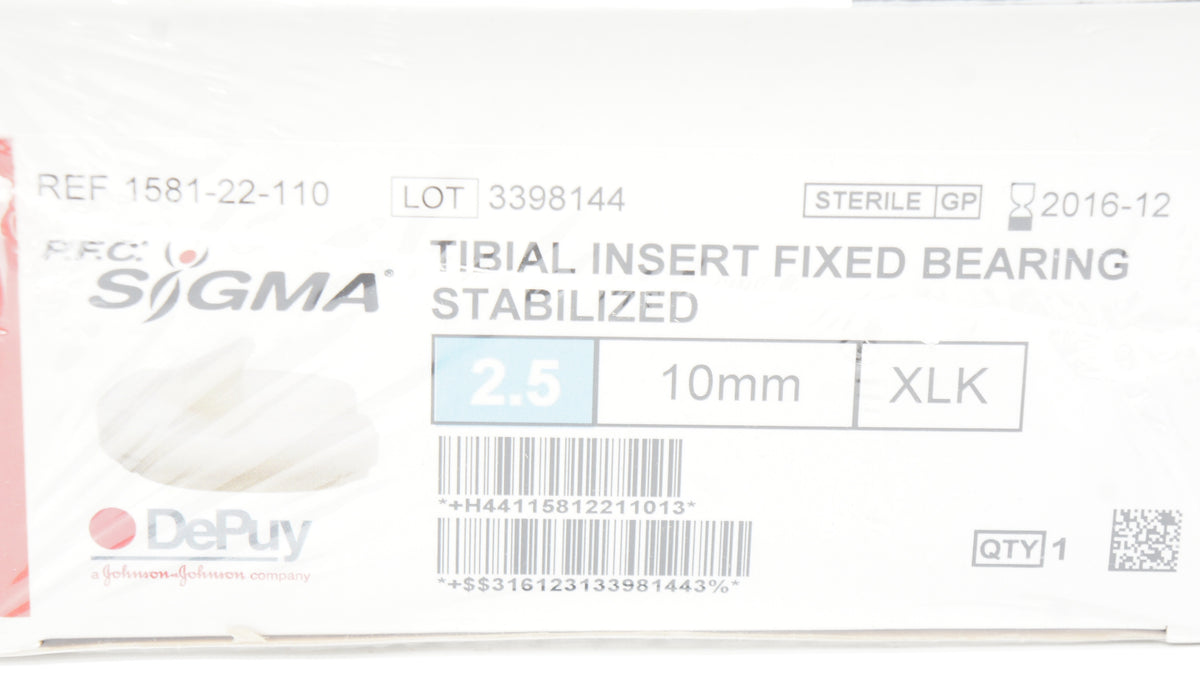 REF 1581-22-110 LOT 3398144 STERILE GP 2016-12
P.F.C. SIGMA®
TIBIAL INSERT FIXED BEARING
STABILIZED
2.5 10mm XLK
*+H44115812211013*
*+$$316123133981443%*
DePuy
a Johnson-Johnson company
QTY 1